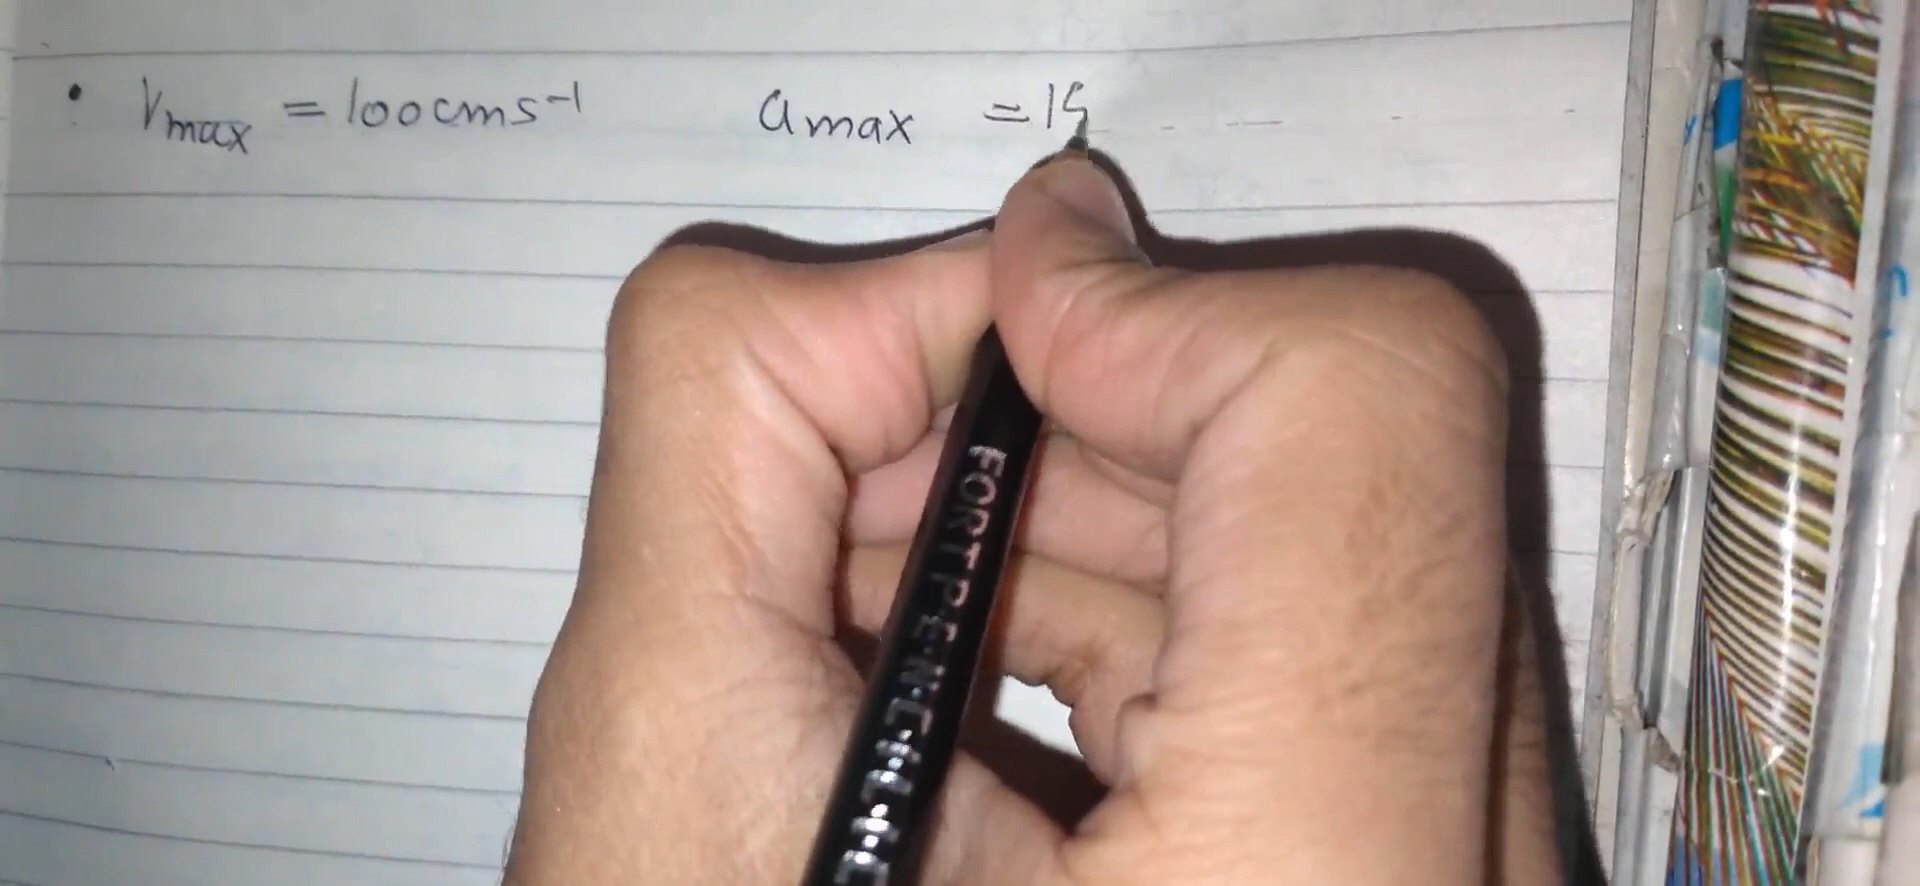 • Vmax = 100cms⁻¹ amax = 15
FORTPENCIL